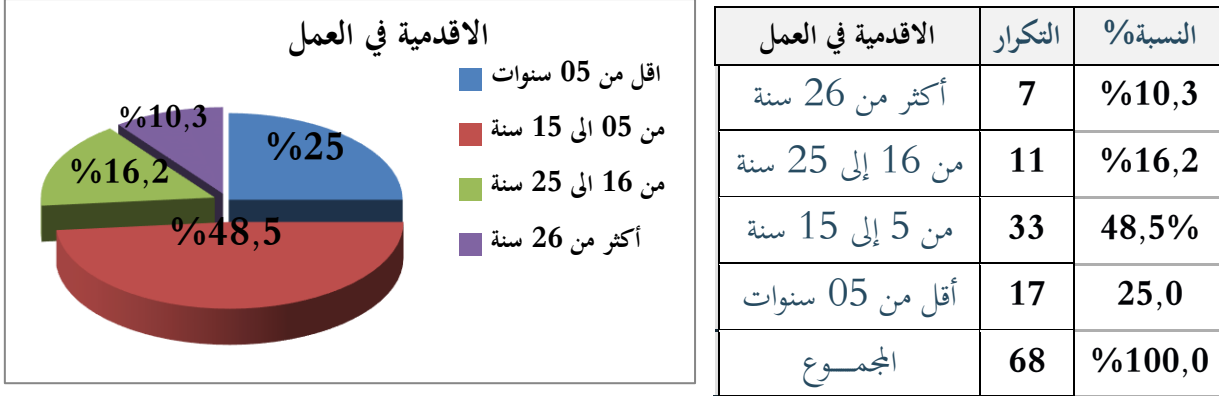 الاقدمية في العمل
اقل من 05 سنوات
من 05 الى 15 سنة
من 16 الى 25 سنة
أكثر من 26 سنة
%25
%48,5
%16,2
%10,3
الاقدمية في العمل التكرار النسبة%
أكثر من 26 سنة 7 %10,3
من 16 إلى 25 سنة 11 %16,2
من 5 إلى 15 سنة 33 48,5%
أقل من 05 سنوات 17 25,0
المجمــــوع 68 %100,0